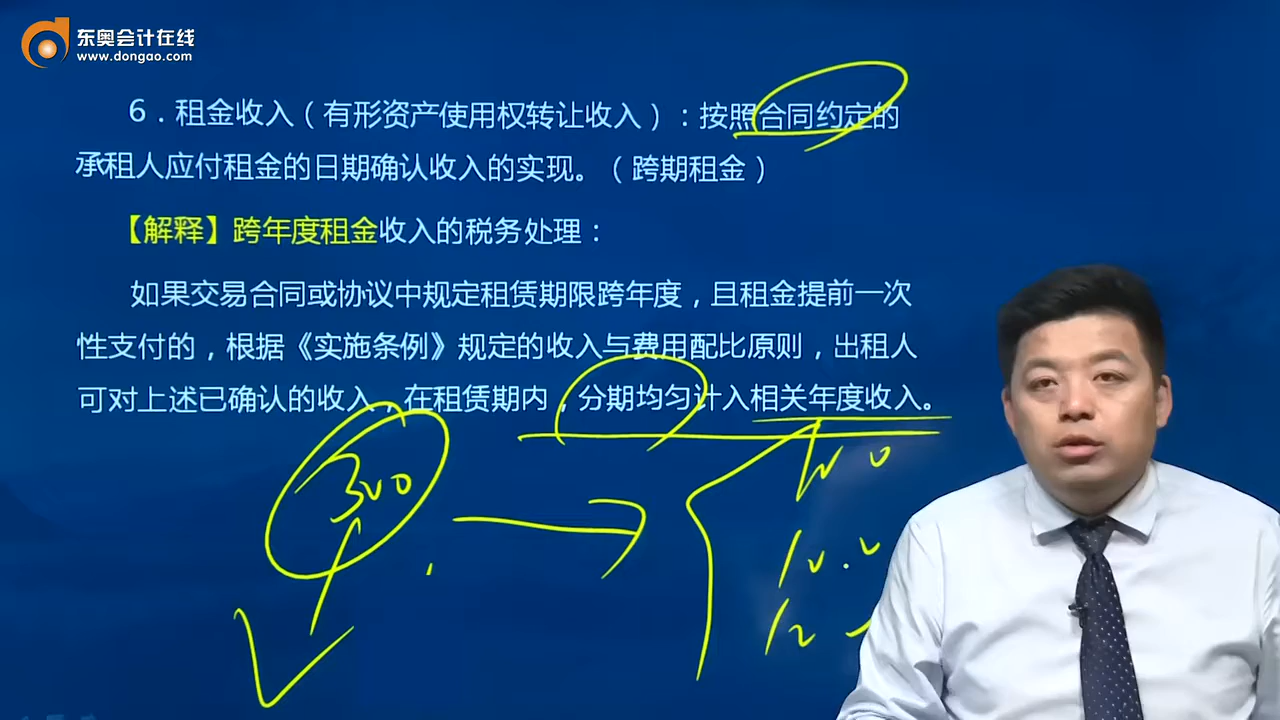 东奥会计在线
www.dongao.com
6．租金收入（有形资产使用权转让收入）：按照合同约定的
承租人应付租金的日期确认收入的实现。（跨期租金）
【解释】跨年度租金收入的税务处理：
如果交易合同或协议中规定租赁期限跨年度，且租金提前一次
性支付的，根据《实施条例》规定的收入与费用配比原则，出租人
可对上述已确认的收入，在租赁期内，分期均匀计入相关年度收入。
300